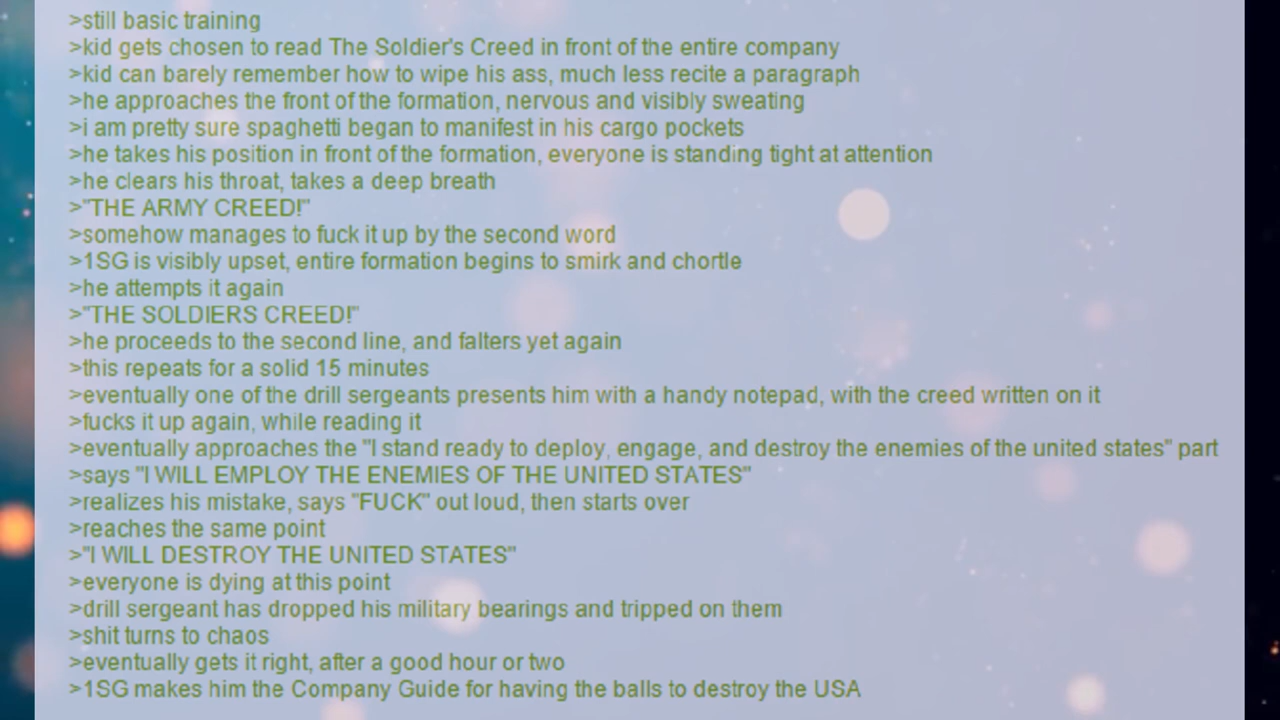 >still basic training
>kid gets chosen to read The Soldier's Creed in front of the entire company
>kid can barely remember how to wipe his ass, much less recite a paragraph
>he approaches the front of the formation, nervous and visibly sweating
>i am pretty sure spaghetti began to manifest in his cargo pockets
>he takes his position in front of the formation, everyone is standing tight at attention
>he clears his throat, takes a deep breath
>"THE ARMY CREED!"
>somehow manages to fuck it up by the second word
>1SG is visibly upset, entire formation begins to smirk and chortle
>he attempts it again
>"THE SOLDIERS CREED!"
>he proceeds to the second line, and falters yet again
>this repeats for a solid 15 minutes
>eventually one of the drill sergeants presents him with a handy notepad, with the creed written on it
>fucks it up again, while reading it
>eventually approaches the "I stand ready to deploy, engage, and destroy the enemies of the united states" part
>says "I WILL EMPLOY THE ENEMIES OF THE UNITED STATES"
>realizes his mistake, says "FUCK" out loud, then starts over
>reaches the same point
>"I WILL DESTROY THE UNITED STATES"
>everyone is dying at this point
>drill sergeant has dropped his military bearings and tripped on them
>shit turns to chaos
>eventually gets it right, after a good hour or two
>1SG makes him the Company Guide for having the balls to destroy the USA